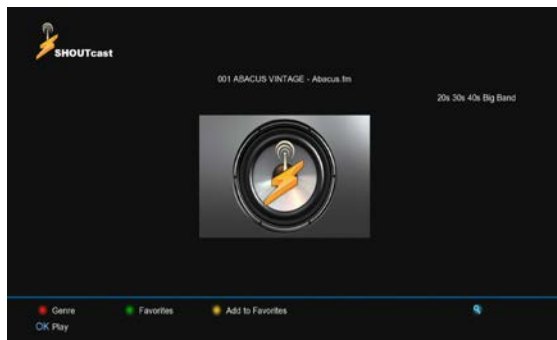 SHOUTcast
001 ABACUS VINTAGE - Abacus.fm
20s 30s 40s Big Band
Genre Favorites Add to Favorites
OK Play